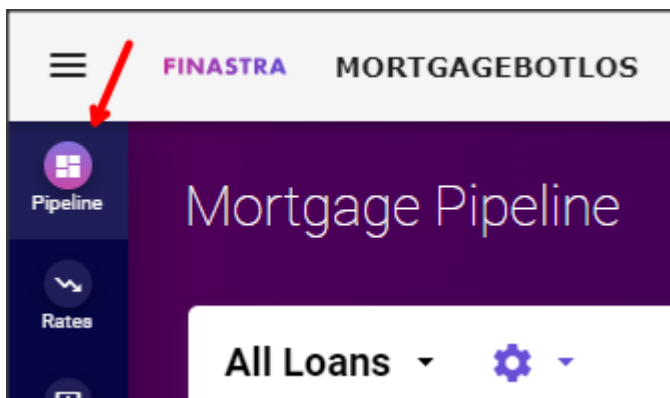 FINASTRA MORTGAGEBOTLOS
Pipeline
Mortgage Pipeline
Rates
All Loans